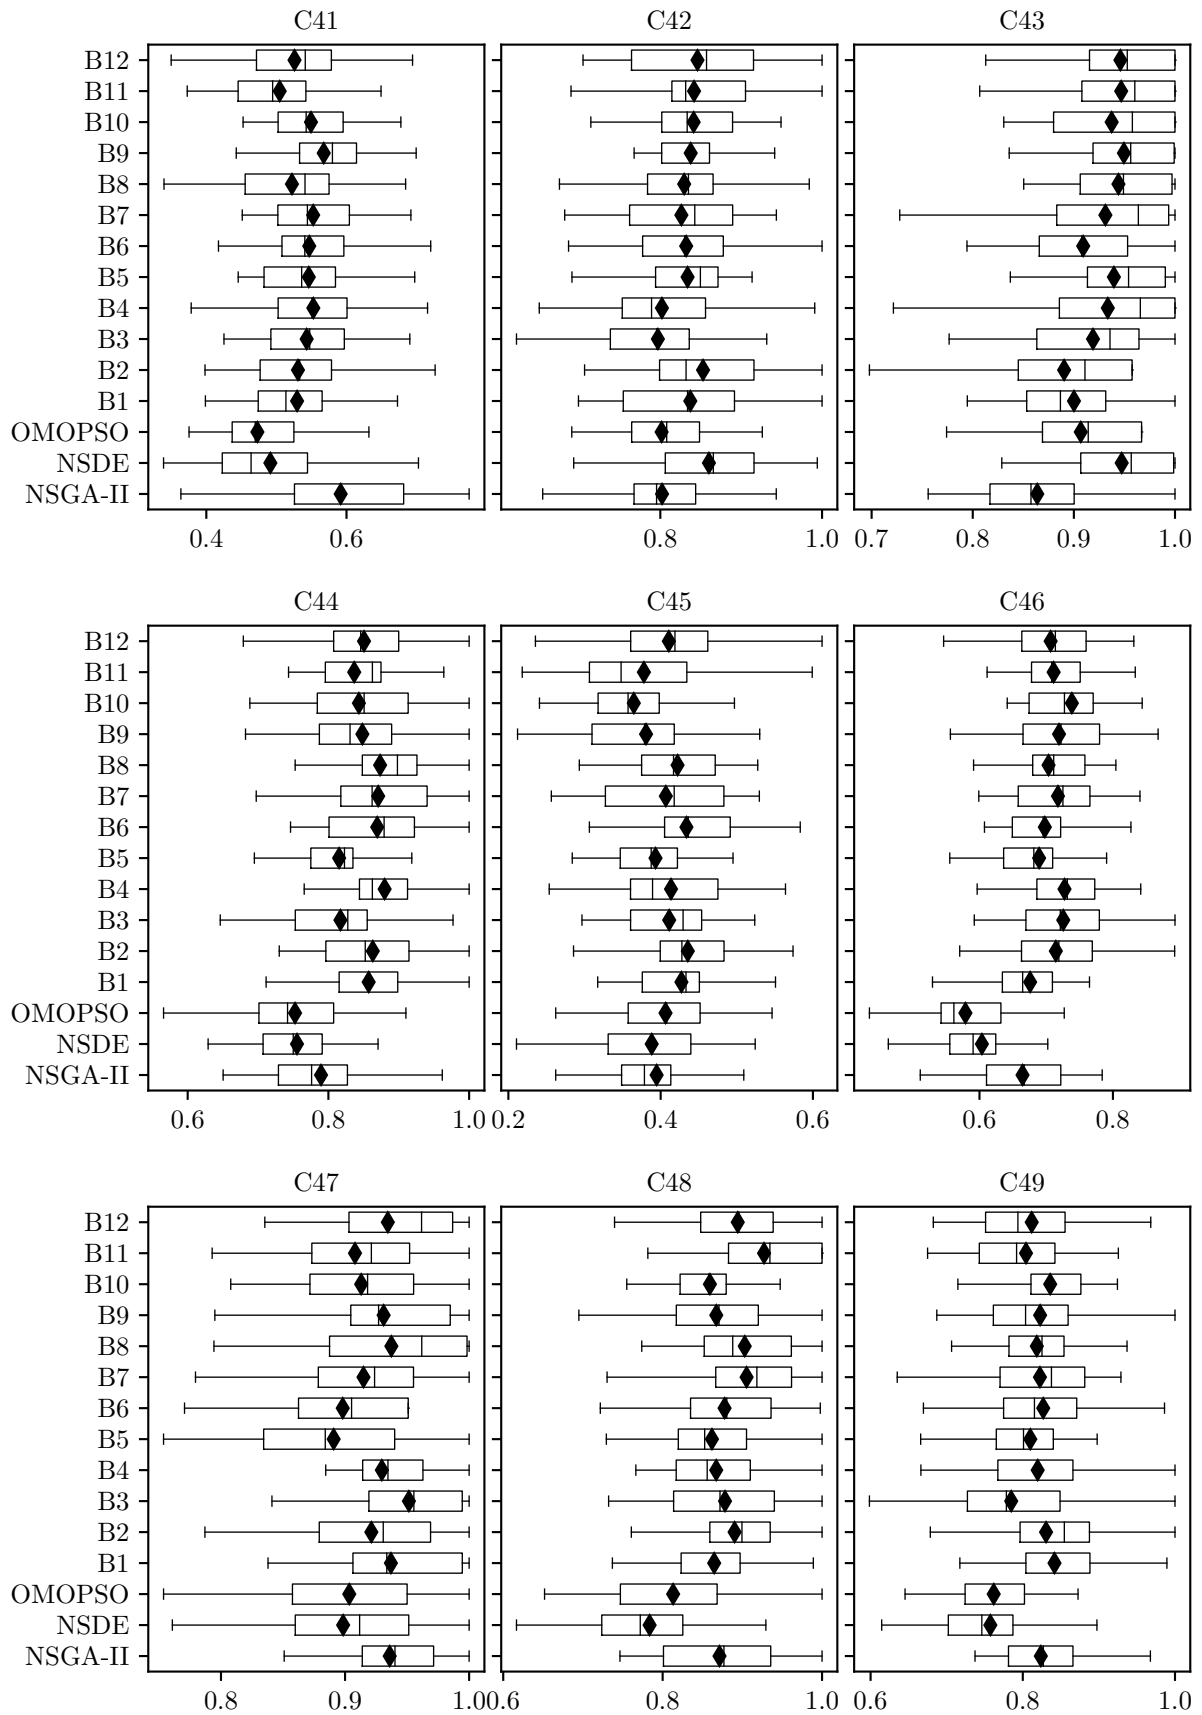 C41 C42 C43
B12
B11
B10
B9
B8
B7
B6
B5
B4
B3
B2
B1
OMOPSO
NSDE
NSGA-II
0.4 0.6 0.8 1.0 0.7 0.8 0.9 1.0
C44 C45 C46
B12
B11
B10
B9
B8
B7
B6
B5
B4
B3
B2
B1
OMOPSO
NSDE
NSGA-II
0.6 0.8 1.0 0.2 0.4 0.6 0.6 0.8
C47 C48 C49
B12
B11
B10
B9
B8
B7
B6
B5
B4
B3
B2
B1
OMOPSO
NSDE
NSGA-II
0.8 0.9 1.0 0.6 0.8 1.0 0.6 0.8 1.0